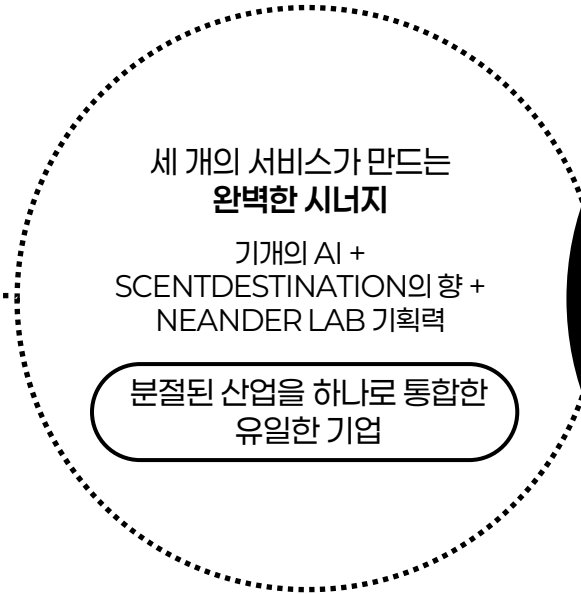 세 개의 서비스가 만드는
완벽한 시너지
기개의 AI +
SCENTDESTINATION의 향 +
NEANDER LAB 기획력
분절된 산업을 하나로 통합한
유일한 기업